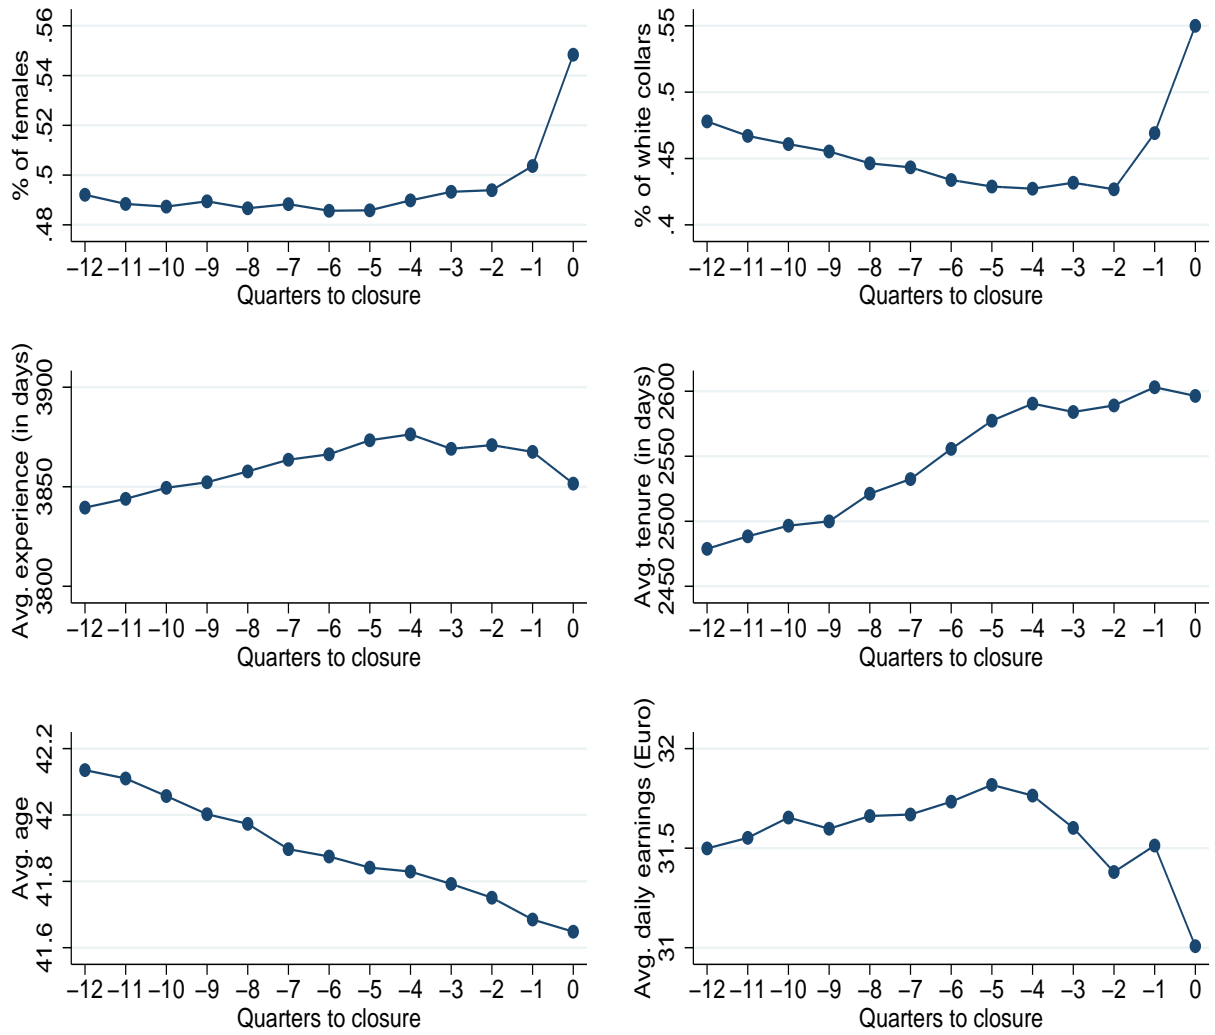 % of females
.48 .5 .52 .54 .56
−12 −11 −10 −9 −8 −7 −6 −5 −4 −3 −2 −1 0
Quarters to closure
% of white collars
.4 .45 .5 .55
−12 −11 −10 −9 −8 −7 −6 −5 −4 −3 −2 −1 0
Quarters to closure
Avg. experience (in days)
3800 3850 3900
−12 −11 −10 −9 −8 −7 −6 −5 −4 −3 −2 −1 0
Quarters to closure
Avg. tenure (in days)
2450 2500 2550 2600
−12 −11 −10 −9 −8 −7 −6 −5 −4 −3 −2 −1 0
Quarters to closure
Avg. age
41.6 41.8 42 42.2
−12 −11 −10 −9 −8 −7 −6 −5 −4 −3 −2 −1 0
Quarters to closure
Avg. daily earnings (Euro)
31 31.5 32
−12 −11 −10 −9 −8 −7 −6 −5 −4 −3 −2 −1 0
Quarters to closure